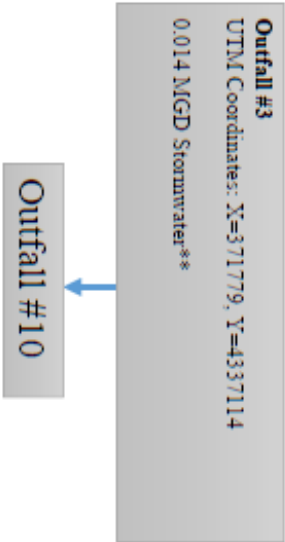 Outfall #3
UTM Coordinates: X=371779, Y=4337114
0.014 MGD Stormwater**
Outfall #10